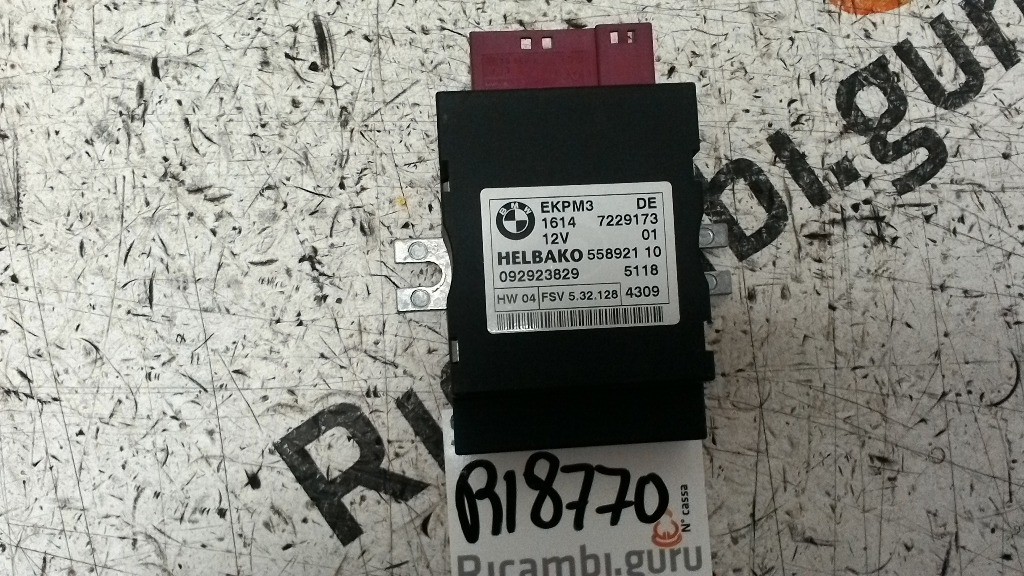 BMW
EKPM3 DE
1614 7229173
12V 01
HELBAKO 558921 10
092923829 5118
HW 04 FSV 5.32.128 4309
R18770
N° cassa
Ricambi.guru